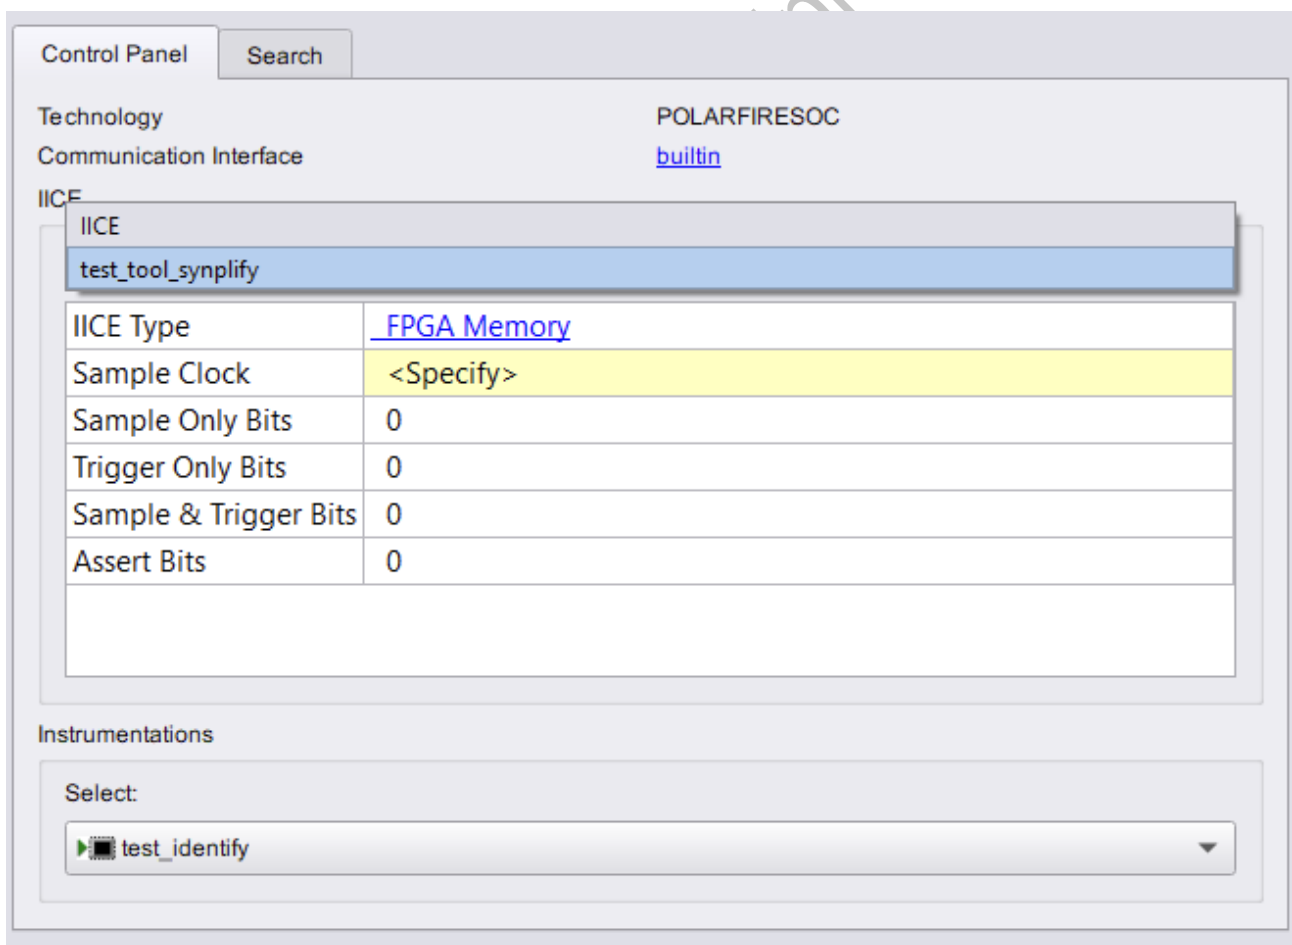 Control Panel Search
Technology POLARFIRESOC
Communication Interface builtin
IICE
IICE
test_tool_synplify
IICE Type FPGA Memory
Sample Clock <Specify>
Sample Only Bits 0
Trigger Only Bits 0
Sample & Trigger Bits 0
Assert Bits 0
Instrumentations
Select:
test_identify